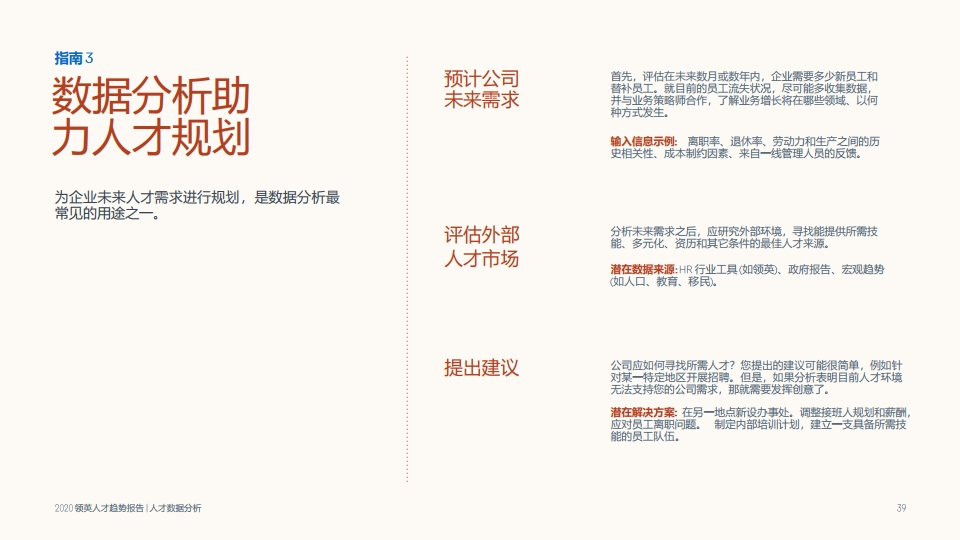 指南 3
数据分析助
力人才规划
为企业未来人才需求进行规划，是数据分析最
常见的用途之一。
预计公司
未来需求
首先，评估在未来数月或数年内，企业需要多少新员工和
替补员工。就目前的员工流失状况，尽可能多收集数据，
并与业务策略师合作，了解业务增长将在哪些领域、以何
种方式发生。
输入信息示例: 离职率、退休率、劳动力和生产之间的历
史相关性、成本制约因素、来自一线管理人员的反馈。
评估外部
人才市场
分析未来需求之后，应研究外部环境，寻找能提供所需技
能、多元化、资历和其它条件的最佳人才来源。
潜在数据来源: HR 行业工具 (如领英)、政府报告、宏观趋势
(如人口、教育、移民)。
提出建议
公司应如何寻找所需人才？您提出的建议可能很简单，例如针
对某一特定地区开展招聘。但是，如果分析表明目前人才环境
无法支持您的公司需求，那就需要发挥创意了。
潜在解决方案: 在另一地点新设办事处。调整接班人规划和薪酬，
应对员工离职问题。 制定内部培训计划，建立一支具备所需技
能的员工队伍。
2020 领英人才趋势报告 | 人才数据分析
39